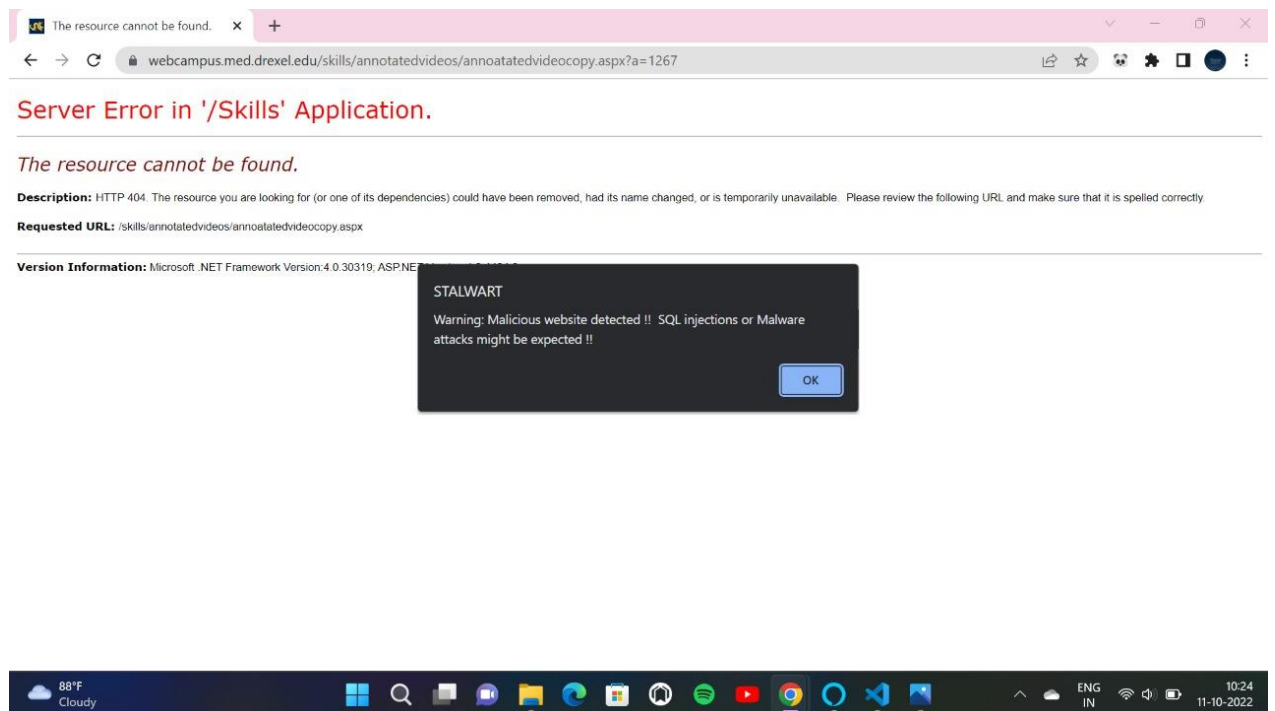 The resource cannot be found.
webcampus.med.drexel.edu/skills/annotatedvideos/annoatatedvideocopy.aspx?a=1267
Server Error in '/Skills' Application.
The resource cannot be found.
Description: HTTP 404. The resource you are looking for (or one of its dependencies) could have been removed, had its name changed, or is temporarily unavailable. Please review the following URL and make sure that it is spelled correctly.
Requested URL: /skills/annotatedvideos/annoatatedvideocopy.aspx
Version Information: Microsoft .NET Framework Version:4.0.30319;
STALWART
Warning: Malicious website detected !! SQL injections or Malware
attacks might be expected !!
OK
88°F
Cloudy
ENG
IN
10:24
11-10-2022